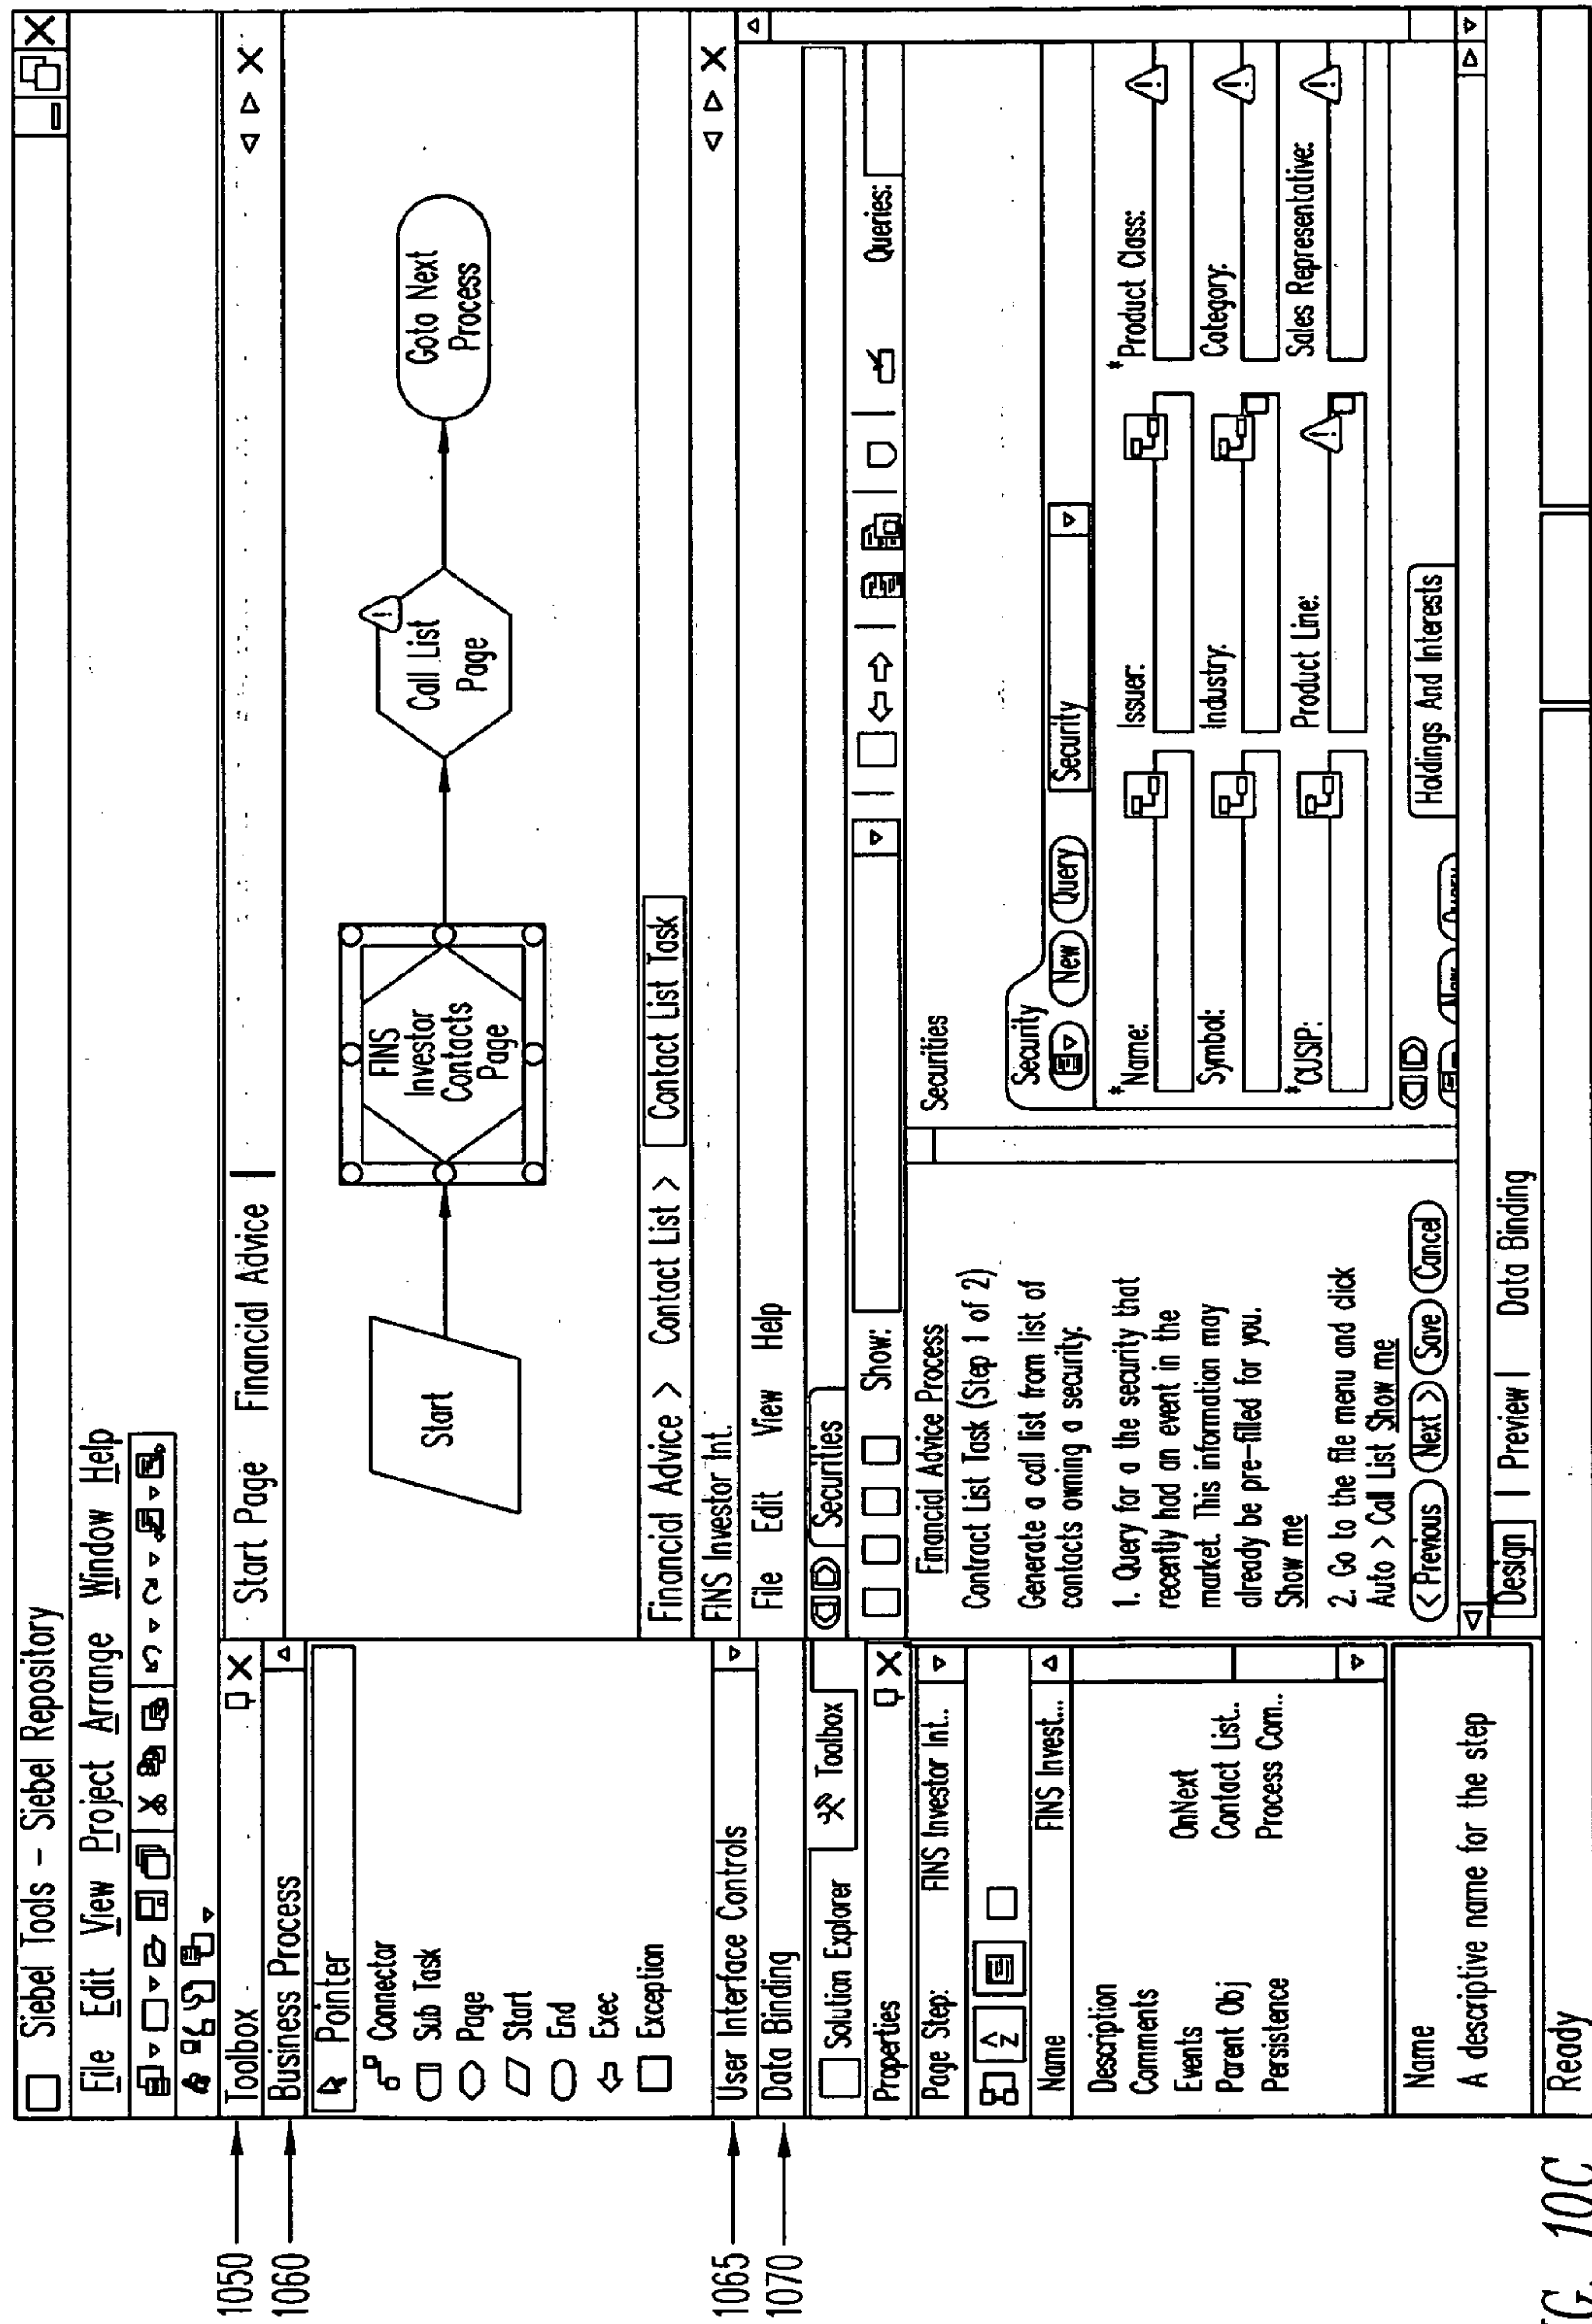 Siebel Tools - Siebel Repository
File Edit View Project Arrange Window Help
1050
Toolbox
1060
Business Process
Pointer
Connector
Sub Task
Page
Start
End
Exec
Exception
1065
User Interface Controls
1070
Data Binding
Solution Explorer
Toolbox
Properties
Page Step: FINS Investor Int..
A
Z
Name FINS Invest...
Description
Comments
Events OnNext
Parent Obj Contact List..
Persistence Process Com..
Name
A descriptive name for the step
Ready
Start Page Financial Advice
Start
FINS
Investor
Contacts
Page
Call List
Page
!
Goto Next
Process
Financial Advice > Contact List > Contact List Task
FINS Investor Int.
File Edit View Help
Securities
Show:
Queries:
Financial Advice Process
Contract List Task (Step 1 of 2)
Generate a call list from list of
contacts owning a security.
1. Query for a the security that
recently had an event in the
market. This information may
already be pre-filled for you.
Show me
2. Go to the file menu and click
Auto > Call List Show me
< Previous Next > Save Cancel
Securities
Security
New Query Security
*Name: Issuer: *Product Class:
!
Symbol: Industry: Category:
!
*CUSIP: Product Line: Sales Representative:
! !
Holdings And Interests
New Query
Design | Preview | Data Binding
10C